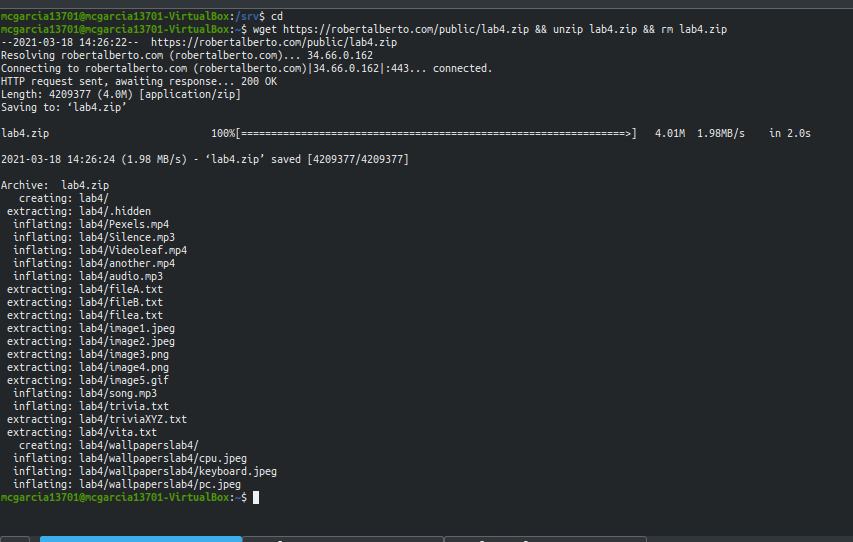 mcgarcia13701@mcgarcia13701-VirtualBox:/srv$ cd
mcgarcia13701@mcgarcia13701-VirtualBox:~$ wget https://robertalberto.com/public/lab4.zip && unzip lab4.zip && rm lab4.zip
--2021-03-18 14:26:22-- https://robertalberto.com/public/lab4.zip
Resolving robertalberto.com (robertalberto.com)... 34.66.0.162
Connecting to robertalberto.com (robertalberto.com)|34.66.0.162|:443... connected.
HTTP request sent, awaiting response... 200 OK
Length: 4209377 (4.0M) [application/zip]
Saving to: ‘lab4.zip’
lab4.zip 100%[================================================================>] 4.01M 1.98MB/s in 2.0s
2021-03-18 14:26:24 (1.98 MB/s) - ‘lab4.zip’ saved [4209377/4209377]
Archive: lab4.zip
creating: lab4/
extracting: lab4/.hidden
inflating: lab4/Pexels.mp4
inflating: lab4/Silence.mp3
inflating: lab4/Videoleaf.mp4
inflating: lab4/another.mp4
inflating: lab4/audio.mp3
extracting: lab4/fileA.txt
extracting: lab4/fileB.txt
extracting: lab4/filea.txt
extracting: lab4/image1.jpeg
extracting: lab4/image2.jpeg
extracting: lab4/image3.png
extracting: lab4/image4.png
extracting: lab4/image5.gif
inflating: lab4/song.mp3
inflating: lab4/trivia.txt
extracting: lab4/triviaXYZ.txt
extracting: lab4/vita.txt
creating: lab4/wallpaperslab4/
inflating: lab4/wallpaperslab4/cpu.jpeg
inflating: lab4/wallpaperslab4/keyboard.jpeg
inflating: lab4/wallpaperslab4/pc.jpeg
mcgarcia13701@mcgarcia13701-VirtualBox:~$